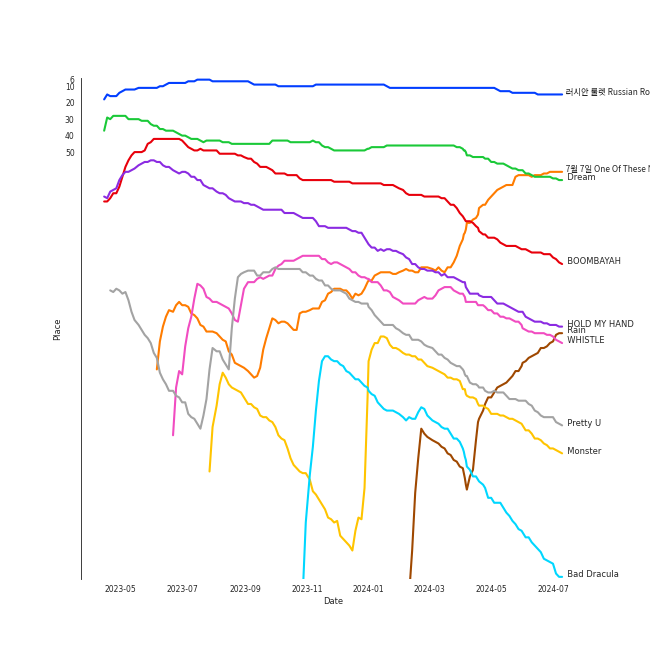 6
10
20
30
40
50
Place
2023-05
2023-07
2023-09
2023-11
2024-01
2024-03
2024-05
2024-07
Date
러시안 룰렛 Russian Ro
7월 7일 One Of These N
Dream
BOOMBAYAH
HOLD MY HAND
Rain
WHISTLE
Pretty U
Monster
Bad Dracula